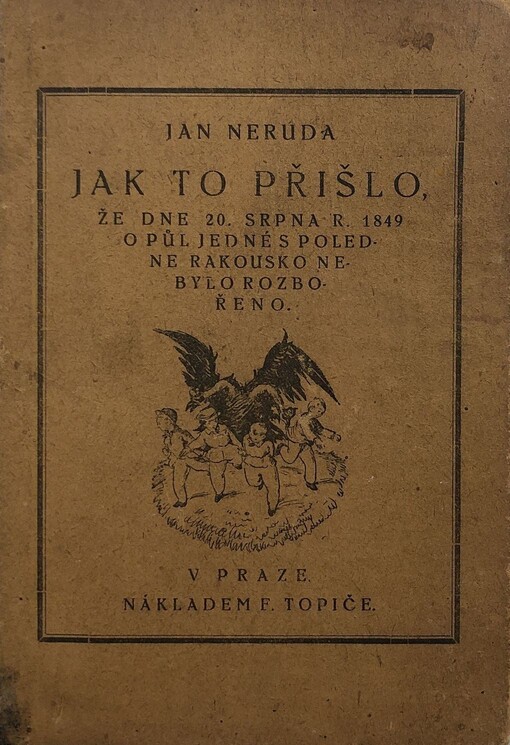 JAN NERUDA
JAK TO PŘIŠLO,
ŽE DNE 20. SRPNA R. 1849
O PŮL JEDNÉ S POLED-
NE RAKOUSKO NE-
BYLO ROZBO-
ŘENO.
V PRAZE.
NÁKLADEM F. TOPIČE.